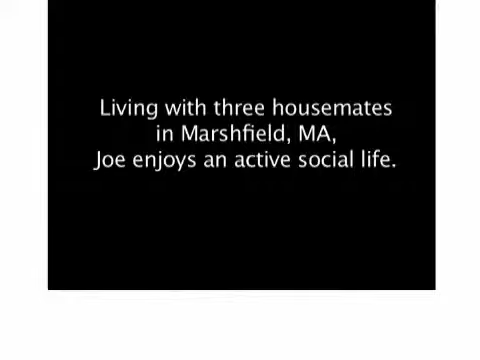 Living with three housemates
in Marshfield, MA,
Joe enjoys an active social life.